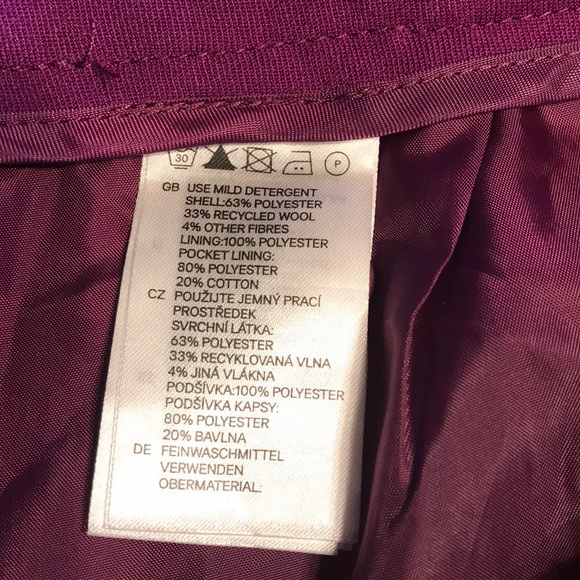 30 P
GB USE MILD DETERGENT
SHELL:63% POLYESTER
33% RECYCLED WOOL
4% OTHER FIBRES
LINING:100% POLYESTER
POCKET LINING:
80% POLYESTER
20% COTTON
CZ POUŽIJTE JEMNÝ PRACÍ
PROSTŘEDEK
SVRCHNÍ LÁTKA:
63% POLYESTER
33% RECYKLOVANÁ VLNA
4% JINÁ VLÁKNA
PODŠÍVKA:100% POLYESTER
PODŠÍVKA KAPSY:
80% POLYESTER
20% BAVLNA
DE FEINWASCHMITTEL
VERWENDEN
OBERMATERIAL: